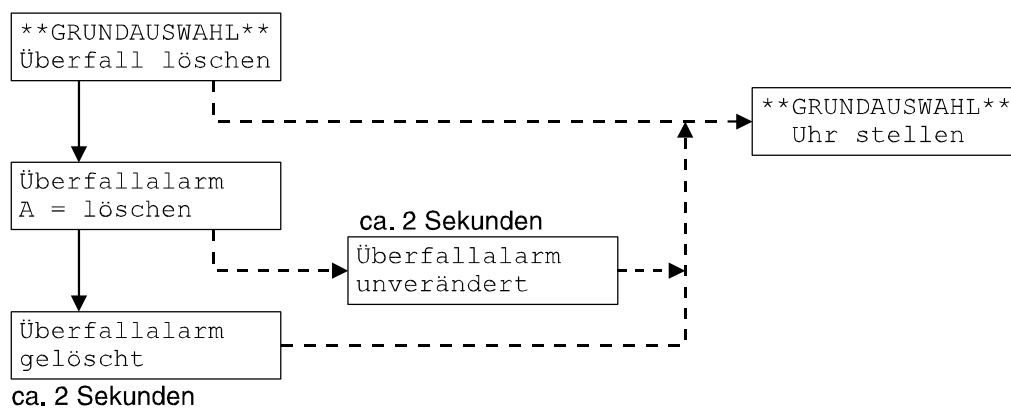 **GRUNDAUSWAHL**
Überfall löschen
**GRUNDAUSWAHL**
Uhr stellen
Überfallalarm
A = löschen
ca. 2 Sekunden
Überfallalarm
unverändert
Überfallalarm
gelöscht
ca. 2 Sekunden